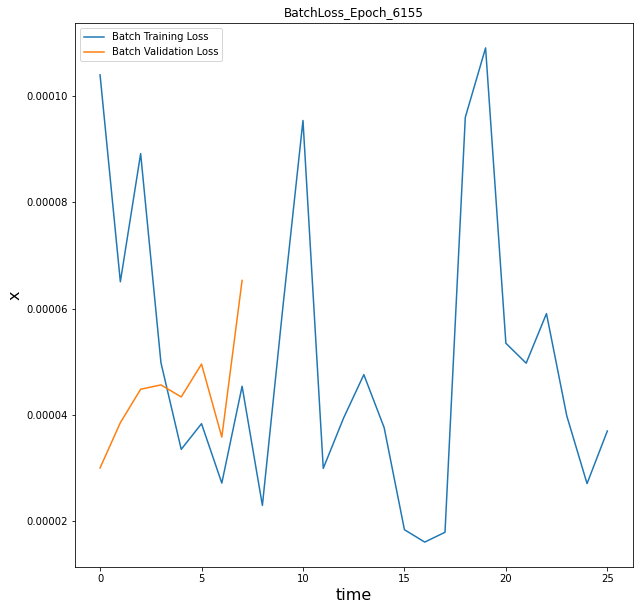 BatchLoss_Epoch_6155
Batch Training Loss
Batch Validation Loss
0.00010
0.00008
0.00006
0.00004
0.00002
x
0 5 10 15 20 25
time